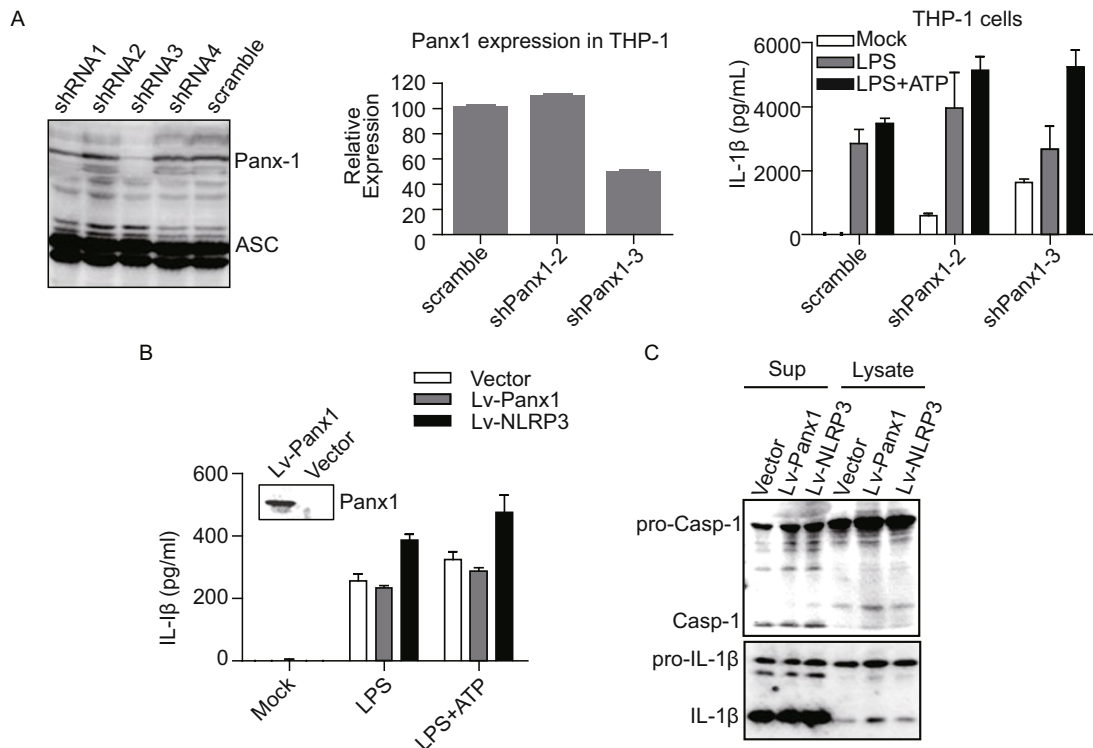 A
shRNA1
shRNA2
shRNA3
shRNA4
scramble
Panx-1
ASC
Panx1 expression in THP-1
Relative
Expression
120
100
80
60
40
20
0
scramble
shPanx1-2
shPanx1-3
THP-1 cells
Mock
LPS
LPS+ATP
IL-1β (pg/mL)
6000
4000
2000
0
scramble
shPanx1-2
shPanx1-3
B
Vector
Lv-Panx1
Lv-NLRP3
Lv-Panx1
Vector
Panx1
IL-Iβ (pg/ml)
600
400
200
0
Mock
LPS
LPS+ATP
C
Sup
Lysate
Vector
Lv-Panx1
Lv-NLRP3
Vector
Lv-Panx1
Lv-NLRP3
pro-Casp-1
Casp-1
pro-IL-1β
IL-1β